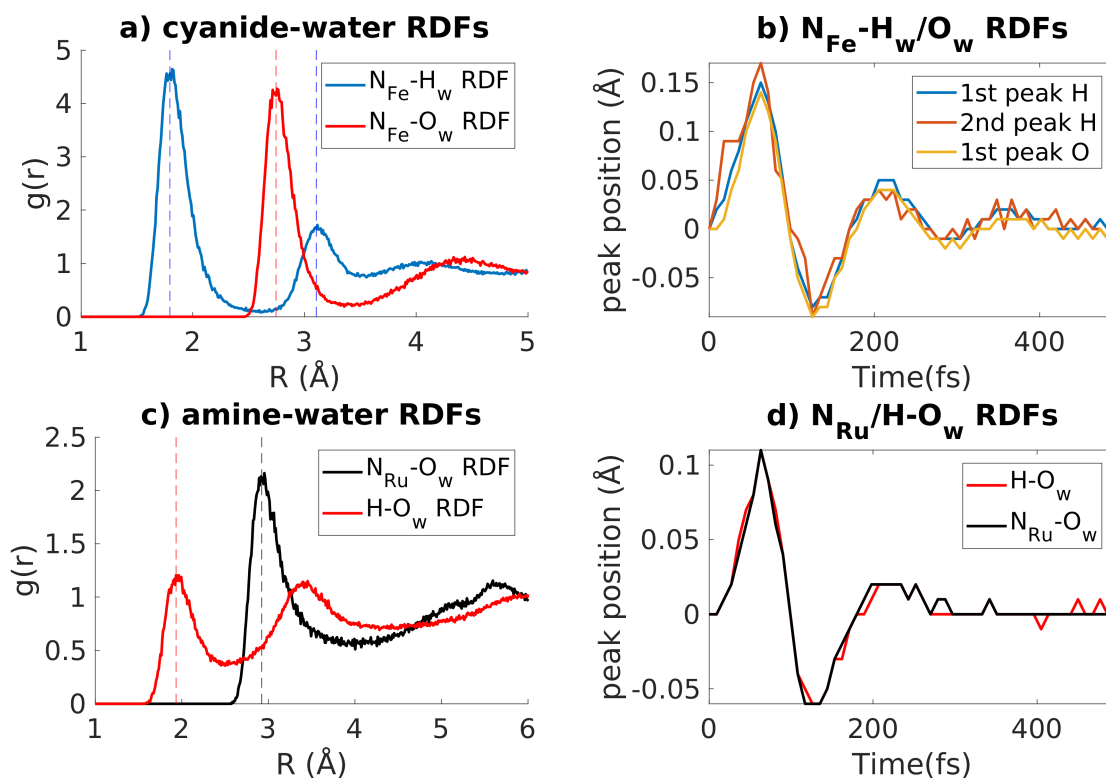 a) cyanide-water RDFs
5
4
3
2
1
0
g(r)
1 2 3 4 5
R (Å)
N_Fe-H_w RDF
N_Fe-O_w RDF
b) N_Fe-H_w/O_w RDFs
0.15
0.1
0.05
0
-0.05
peak position (Å)
0 200 400
Time(fs)
1st peak H
2nd peak H
1st peak O
c) amine-water RDFs
2.5
2
1.5
1
0.5
0
g(r)
1 2 3 4 5 6
R (Å)
N_Ru-O_w RDF
H-O_w RDF
d) N_Ru/H-O_w RDFs
0.1
0.05
0
-0.05
peak position (Å)
0 200 400
Time(fs)
H-O_w
N_Ru-O_w